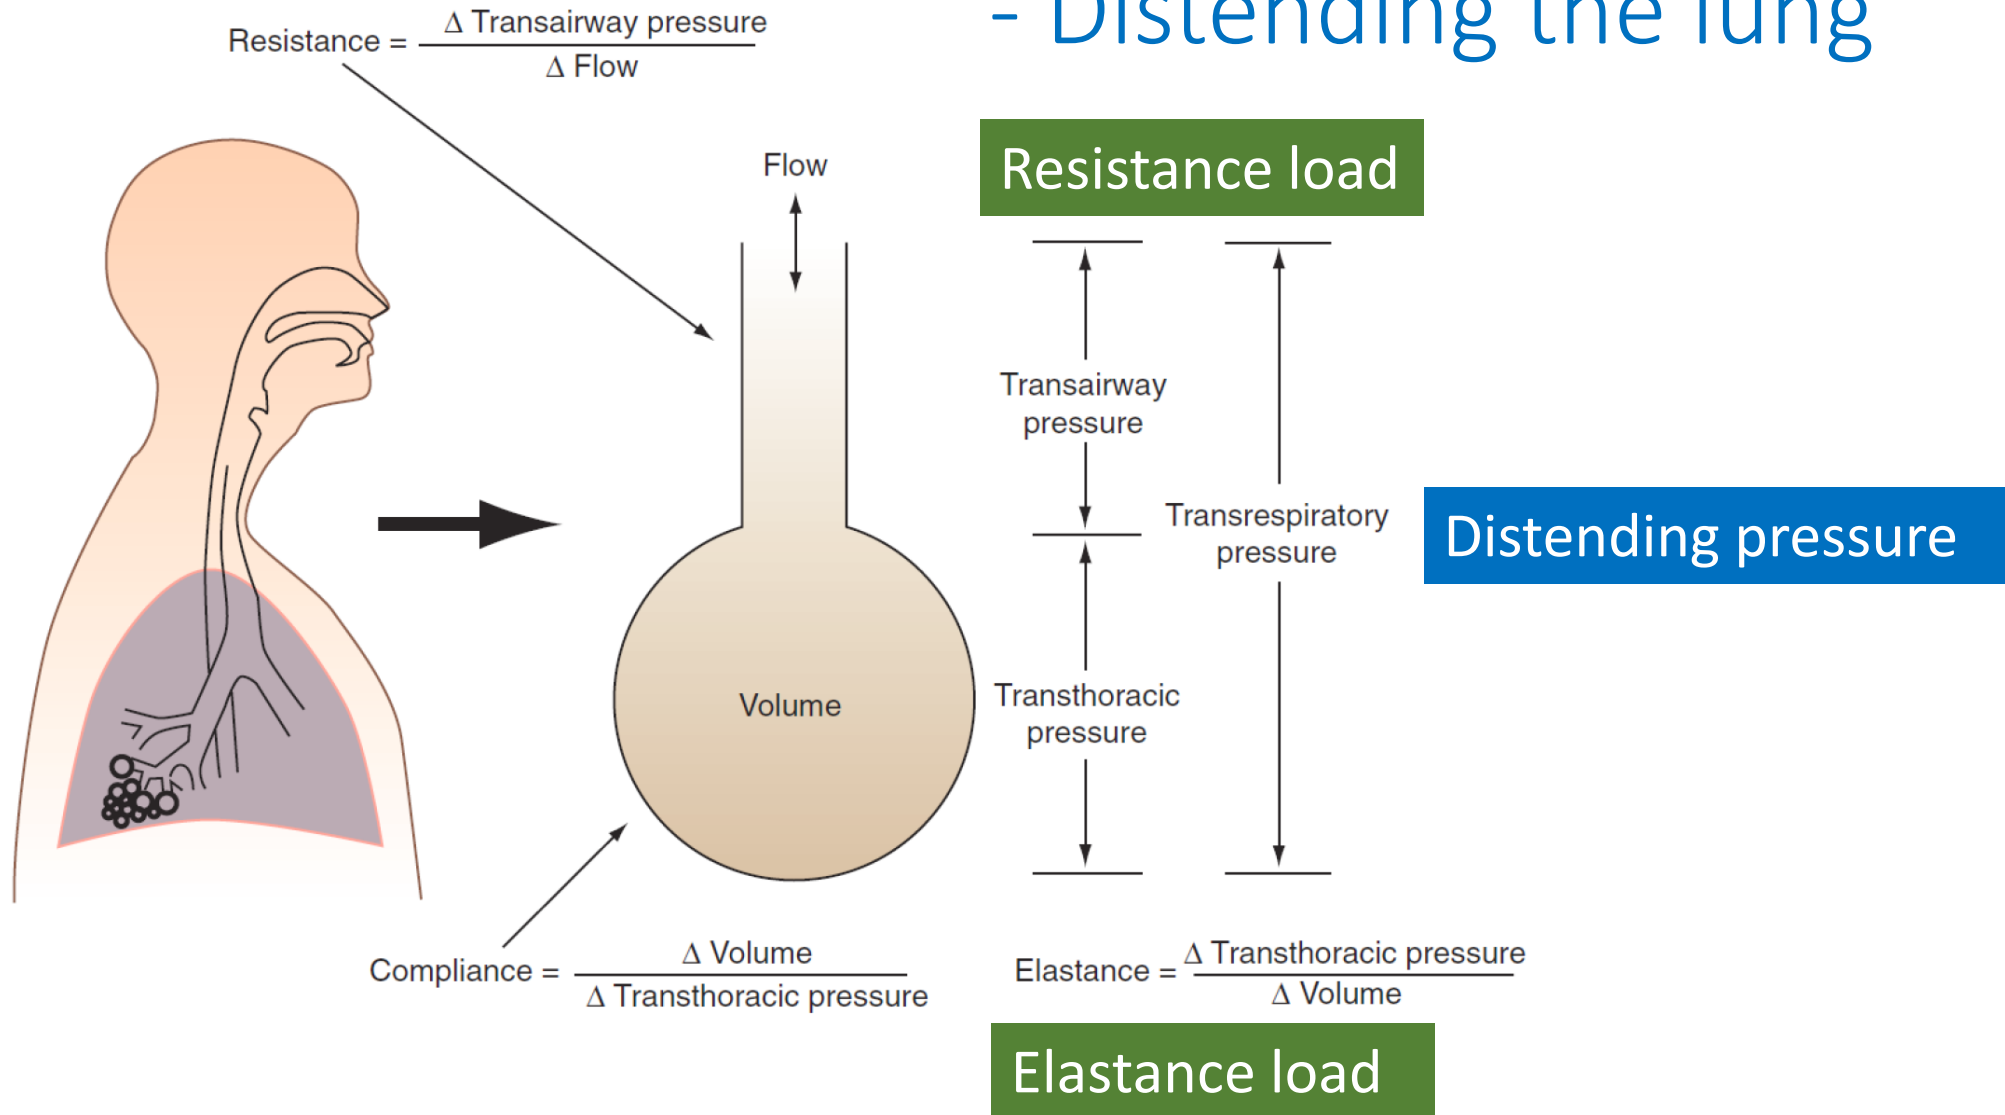 - Distending the lung
Resistance = Δ Transairway pressure
Δ Flow
Resistance load
Flow
Transairway
pressure
Transrespiratory
pressure
Distending pressure
Volume
Transthoracic
pressure
Compliance = Δ Volume
Δ Transthoracic pressure
Elastance = Δ Transthoracic pressure
Δ Volume
Elastance load